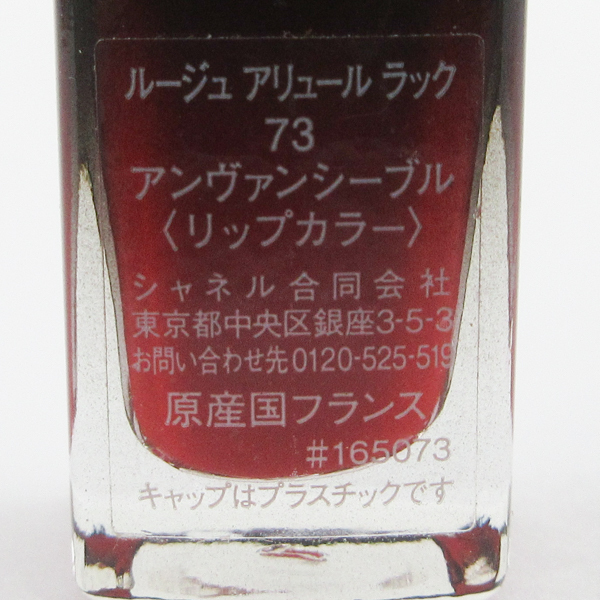 ルージュ アリュール ラック
73
アンヴァンシーブル
〈リップカラー〉
シャネル合同会社
東京都中央区銀座3-5-3
お問い合わせ先0120-525-519
原産国フランス
#165073
キャップはプラスチックです